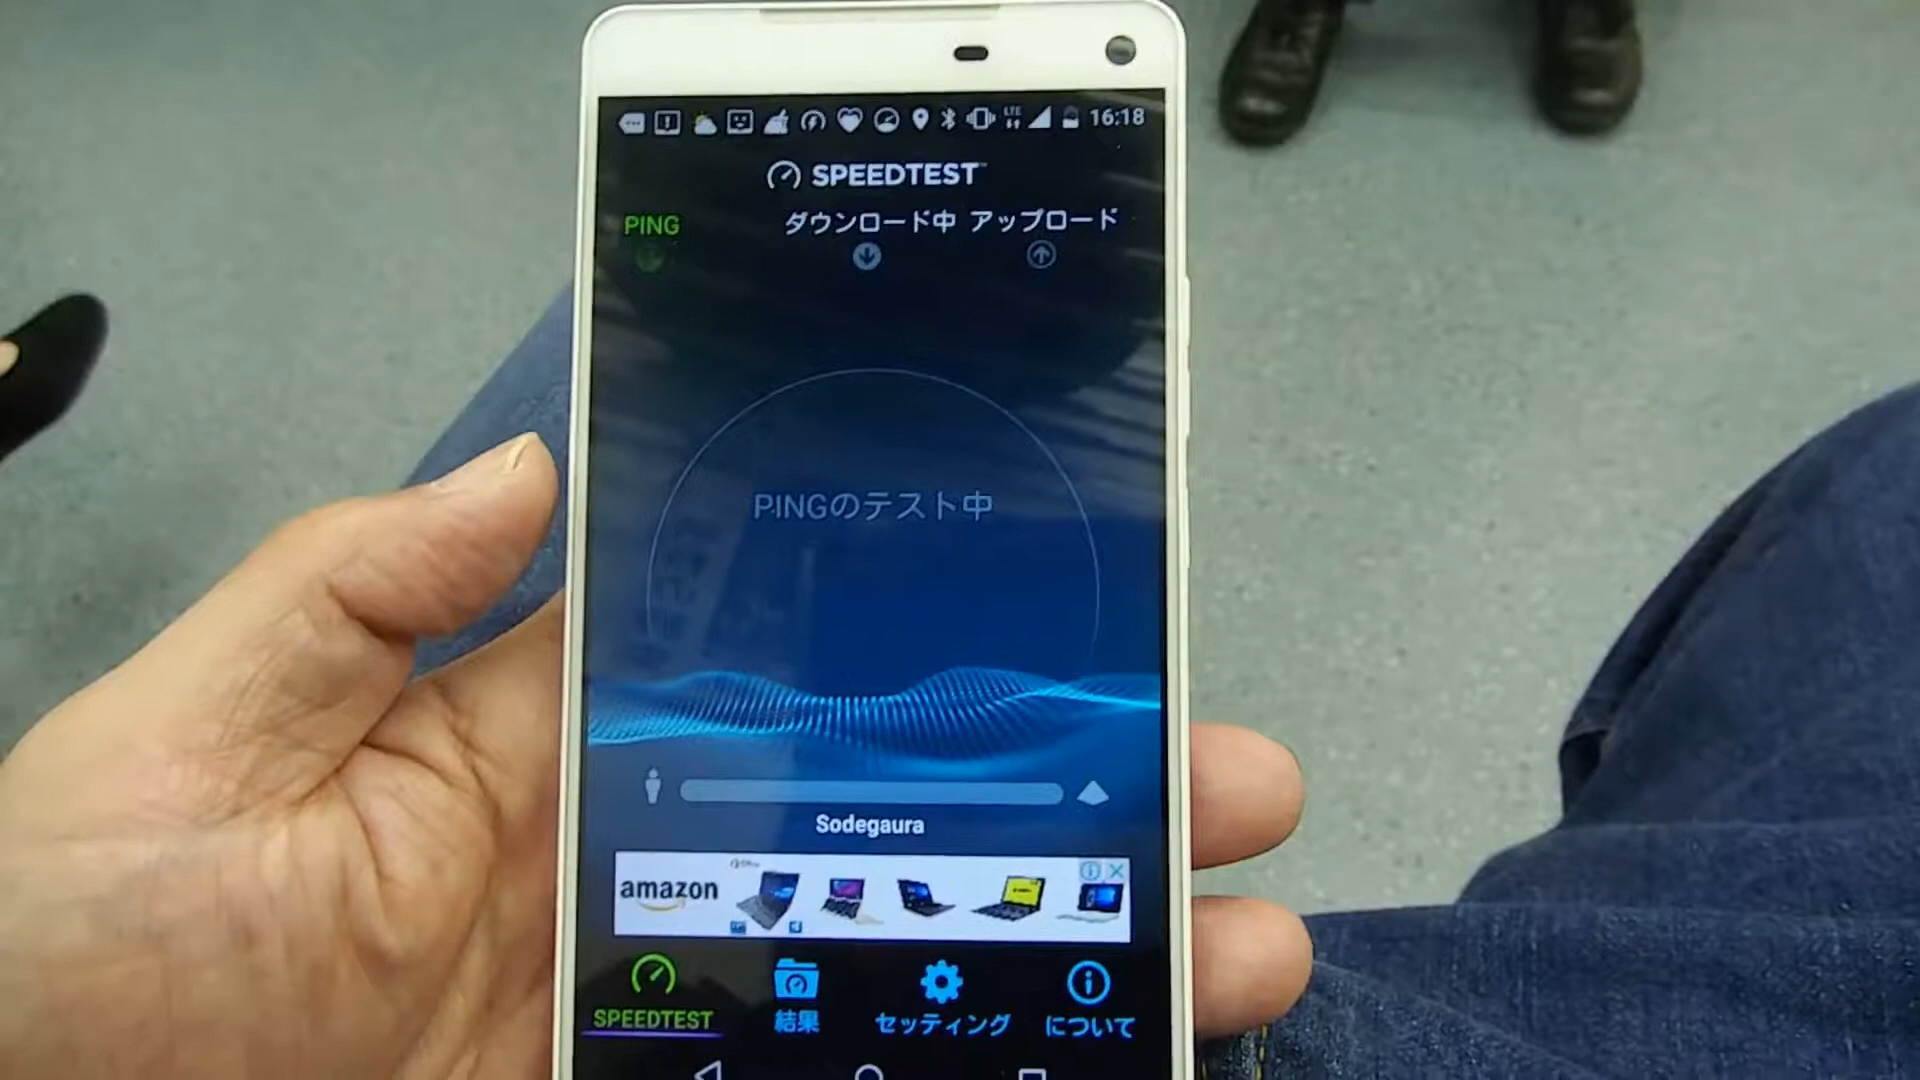 LTE 16:18
SPEEDTEST™
PING ダウンロード中 アップロード
PINGのテスト中
Sodegaura
amazon
SPEEDTEST 結果 セッティング について